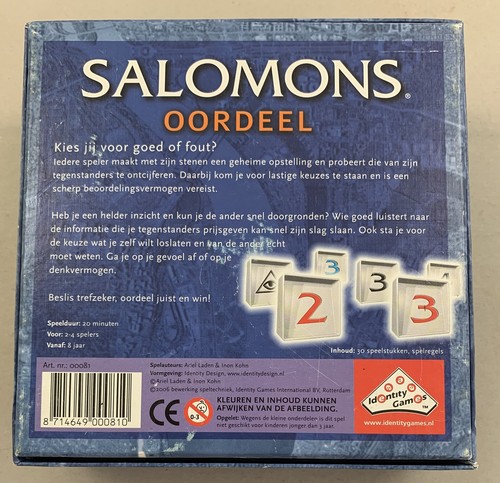 SALOMONS®
OORDEEL
Kies jij voor goed of fout?
Iedere speler maakt met zijn stenen een geheime opstelling en probeert die van zijn
tegenstanders te ontcijferen. Daarbij kom je voor lastige keuzes te staan en is een
scherp beoordelingsvermogen vereist.
Heb je een helder inzicht en kun je de ander snel doorgronden? Wie goed luistert naar
de informatie die je tegenstanders prijsgeven kan snel zijn slag slaan. Ook sta je voor
de keuze wat je zelf wilt loslaten en van de ander echt
moet weten. Ga je op je gevoel af of op je
denkvermogen.
Beslis trefzeker, oordeel juist en win!
3
3
4
2
3
Speelduur: 20 minuten
Voor: 2-4 spelers
Vanaf: 8 jaar
Inhoud: 30 speelstukken, spelregels
Art. nr.: 00081
8 714649 000810
Spelauteurs: Ariel Laden & Inon Kohn
Vormgeving: Identity Design, www.identitydesign.nl
©Ariel Laden & Inon Kohn
©2006 bewerking speltechniek, Identity Games International BV, Rotterdam
CE
0-3
KLEUREN EN INHOUD KUNNEN
AFWIJKEN VAN DE AFBEELDING.
Opgelet: Wegens de kleine onderdelen is dit spel
niet geschikt voor kinderen jonger dan 3 jaar.
Identity
Games™
www.identitygames.nl